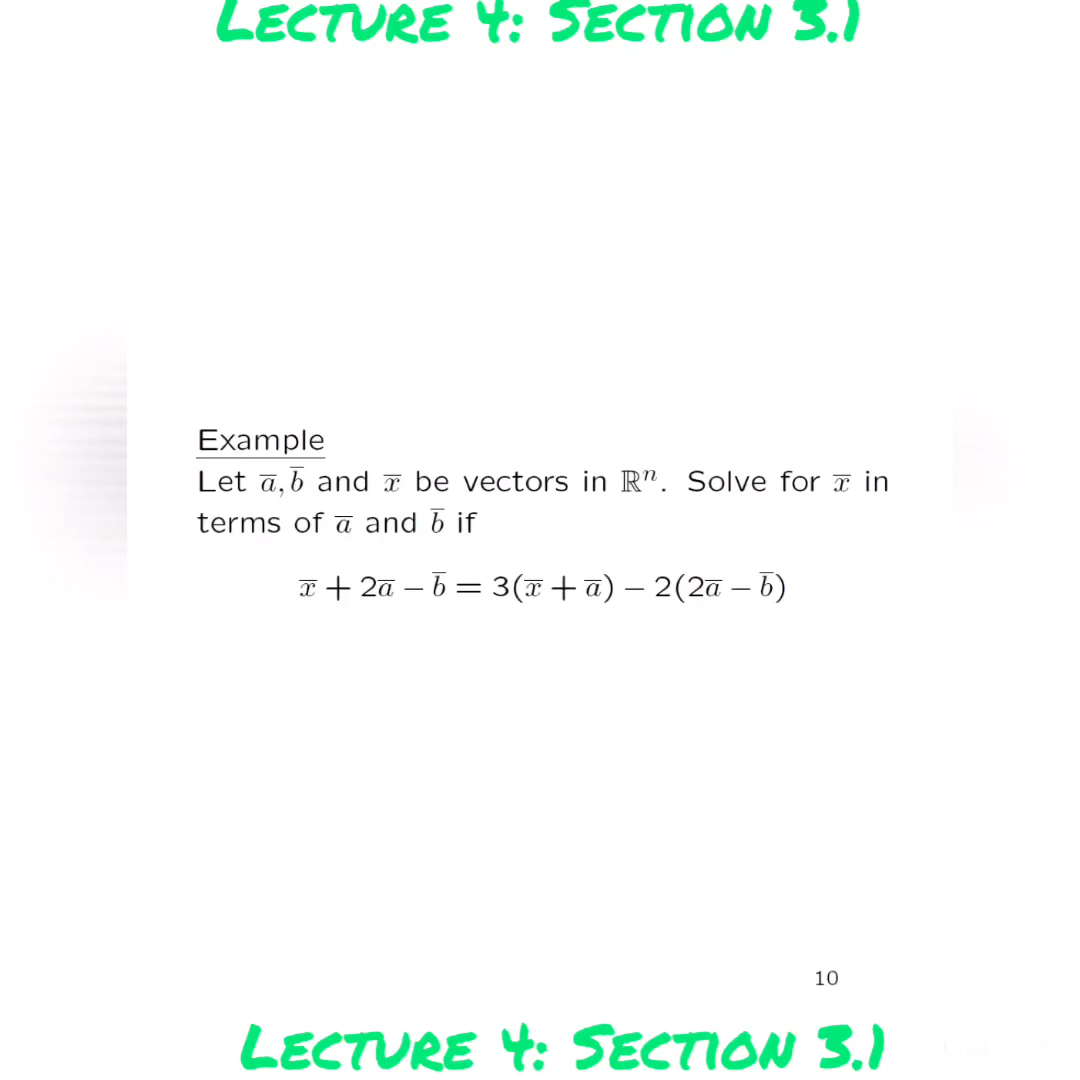 LECTURE 4: SECTION 3.1
Example
Let a̅, b̅ and x̅ be vectors in ℝⁿ. Solve for x̅ in
terms of a̅ and b̅ if
x̅ + 2a̅ − b̅ = 3(x̅ + a̅) − 2(2a̅ − b̅)
10
LECTURE 4: SECTION 3.1